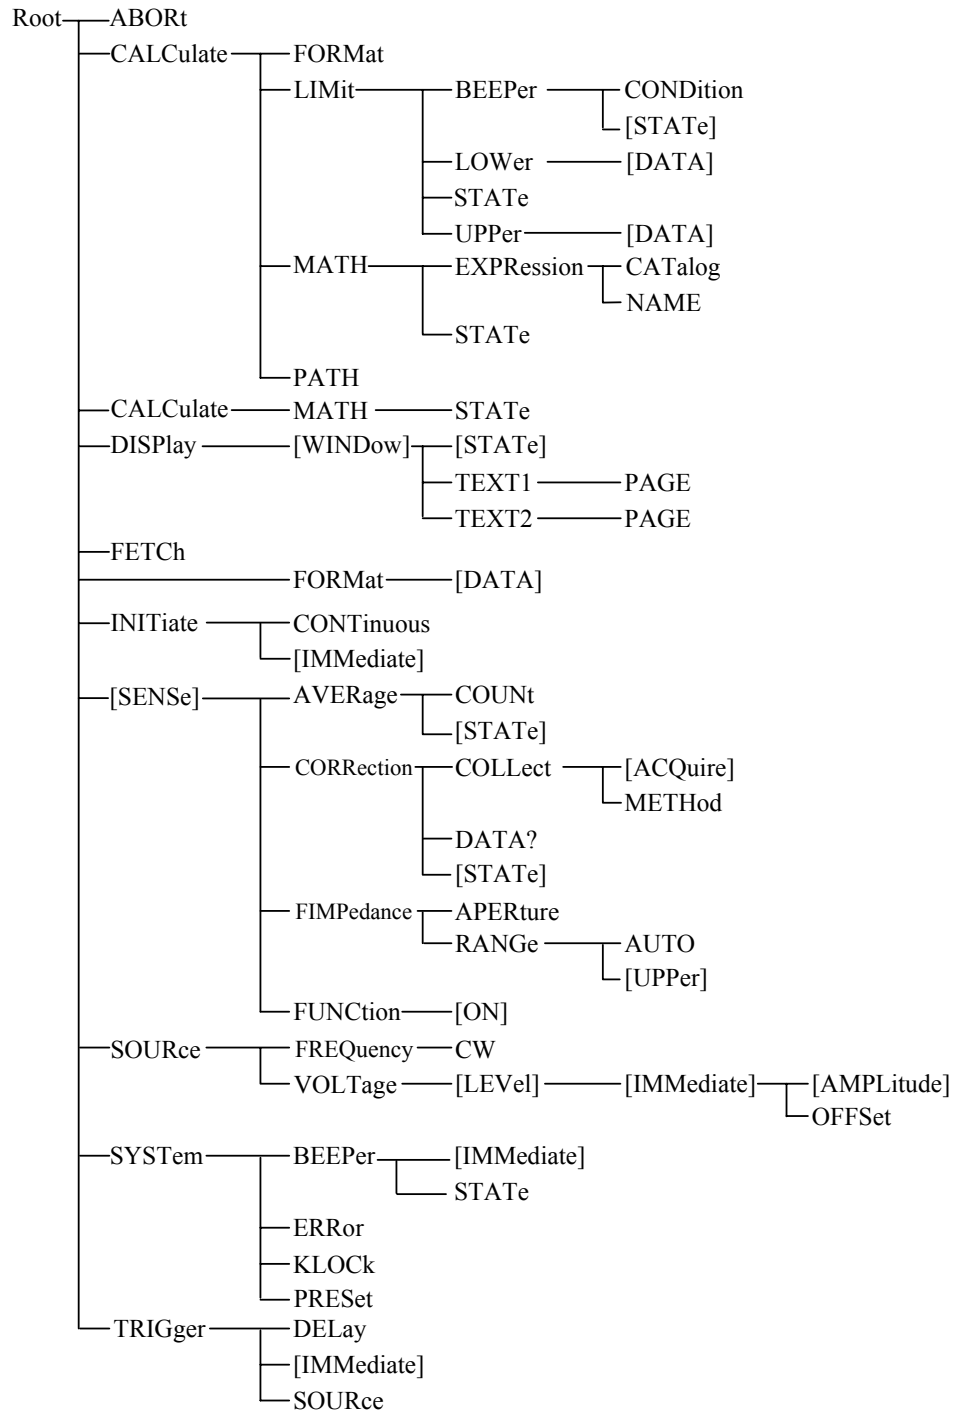 Root ABORt
CALCulate FORMat
LIMit BEEPer CONDition
[STATe]
LOWer [DATA]
STATe
UPPer [DATA]
MATH EXPRession CATalog
NAME
STATe
PATH
CALCulate MATH STATe
DISPlay [WINDow] [STATe]
TEXT1 PAGE
TEXT2 PAGE
FETCh
FORMat [DATA]
INITiate CONTinuous
[IMMediate]
[SENSe] AVERage COUNt
[STATe]
CORRection COLLect [ACQuire]
METHod
DATA?
[STATe]
FIMPedance APERture
RANGe AUTO
[UPPer]
FUNCtion [ON]
SOURce FREQuency CW
VOLTage [LEVel] [IMMediate] [AMPLitude]
OFFSet
SYSTem BEEPer [IMMediate]
STATe
ERRor
KLOCk
PRESet
TRIGger DELay
[IMMediate]
SOURce